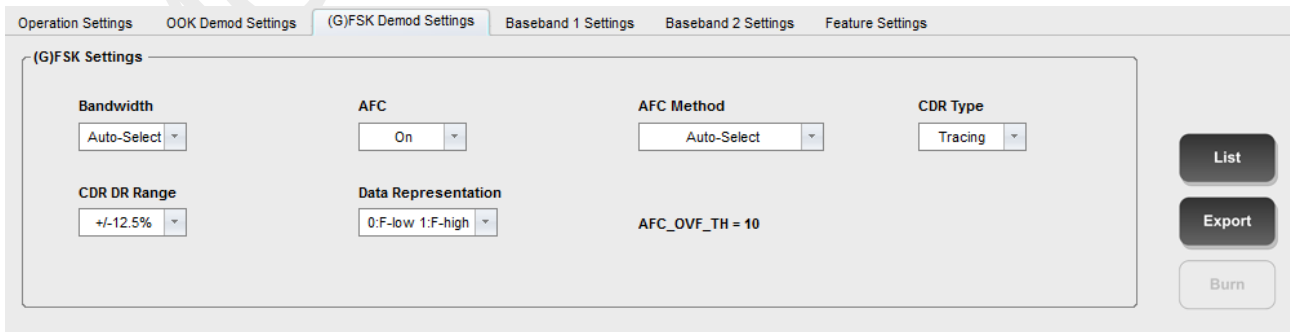 Operation Settings OOK Demod Settings (G)FSK Demod Settings Baseband 1 Settings Baseband 2 Settings Feature Settings
(G)FSK Settings
Bandwidth AFC AFC Method CDR Type
Auto-Select On Auto-Select Tracing
List
CDR DR Range Data Representation
+/-12.5% 0:F-low 1:F-high AFC_OVF_TH = 10
Export
Burn